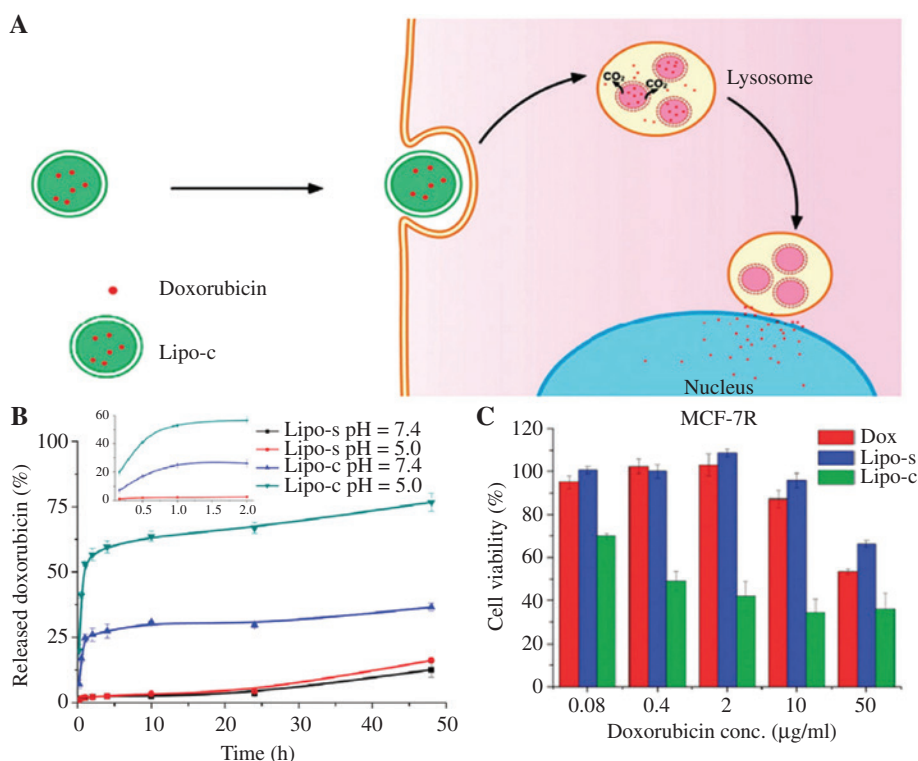 A
CO₂
CO₂
Lysosome
Doxorubicin
Lipo-c
Nucleus
B
Released doxorubicin (%)
100
75
50
25
0
60
40
20
0
0.5 1.0 1.5 2.0
Lipo-s pH = 7.4
Lipo-s pH = 5.0
Lipo-c pH = 7.4
Lipo-c pH = 5.0
0 10 20 30 40 50
Time (h)
C
MCF-7R
Cell viability (%)
120
100
80
60
40
20
0
Dox
Lipo-s
Lipo-c
0.08 0.4 2 10 50
Doxorubicin conc. (μg/ml)